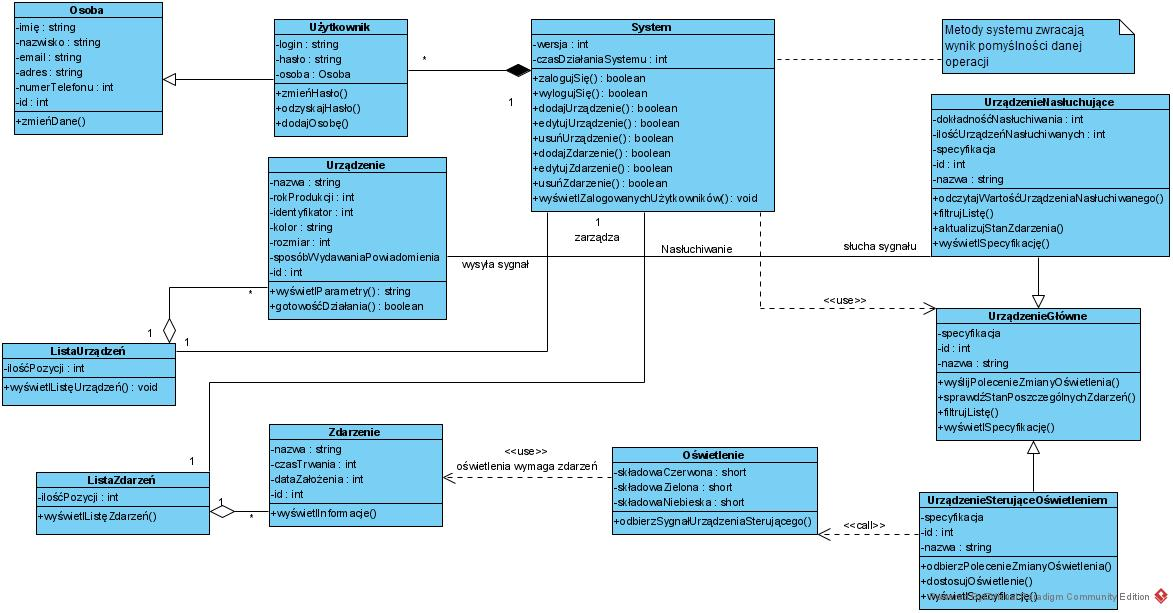 Osoba
-imię : string
-nazwisko : string
-email : string
-adres : string
-numerTelefonu : int
-id : int
+zmieńDane()
Użytkownik
-login : string
-hasło : string
-osoba : Osoba
+zmieńHasło()
+odzyskajHasło()
+dodajOsobę()
*
1
System
-wersja : int
-czasDziałaniaSystemu : int
+zalogujSię() : boolean
+wylogujSię() : boolean
+dodajUrządzenie() : boolean
+edytujUrządzenie() : boolean
+usuńUrządzenie() : boolean
+dodajZdarzenie() : boolean
+edytujZdarzenie() : boolean
+usuńZdarzenie() : boolean
+wyświetlZalogowanychUżytkowników() : void
Metody systemu zwracają
wynik pomyślności danej
operacji
UrządzenieNasłuchujące
-dokładnośćNasłuchiwania : int
-ilośćUrządzeńNasłuchiwanych : int
-specyfikacja
-id : int
-nazwa : string
+odczytajWartośćUrządzeniaNasłuchiwanego()
+filtrujListę()
+aktualizujStanZdarzenia()
+wyświetlSpecyfikację()
Urządzenie
-nazwa : string
-rokProdukcji : int
-identyfikator : int
-kolor : string
-rozmiar : int
-sposóbWydawaniaPowiadomienia
-id : int
+wyświetlParametry() : string
+gotowośćDziałania() : boolean
1
zarządza
Nasłuchiwanie
wysyła sygnał
słucha sygnału
<<use>>
*
1
1
ListaUrządzeń
-ilośćPozycji : int
+wyświetlListęUrządzeń() : void
UrządzenieGłówne
-specyfikacja
-id : int
-nazwa : string
+wyślijPolecenieZmianyOświetlenia()
+sprawdźStanPoszczególnychZdarzeń()
+filtrujListę()
+wyświetlSpecyfikację()
1
ListaZdarzeń
-ilośćPozycji : int
+wyświetlListęZdarzeń()
1
*
Zdarzenie
-nazwa : string
-czasTrwania : int
-dataZałożenia : int
-id : int
+wyświetlInformacje()
<<use>>
oświetlenia wymaga zdarzeń
Oświetlenie
-składowaCzerwona : short
-składowaZielona : short
-składowaNiebieska : short
+odbierzSygnałUrządzeniaSterującego()
<<call>>
UrządzenieSterująceOświetleniem
-specyfikacja
-id : int
-nazwa : string
+odbierzPolecenieZmianyOświetlenia()
+dostosujOświetlenie()
+wyświetlSpecyfikację()
Paradigm Community Edition